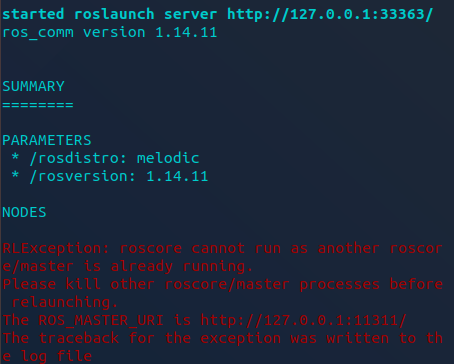 started roslaunch server http://127.0.0.1:33363/
ros_comm version 1.14.11
SUMMARY
========
PARAMETERS
 * /rosdistro: melodic
 * /rosversion: 1.14.11
NODES
RLException: roscore cannot run as another roscor
e/master is already running.
Please kill other roscore/master processes before
 relaunching.
The ROS_MASTER_URI is http://127.0.0.1:11311/
The traceback for the exception was written to th
e log file